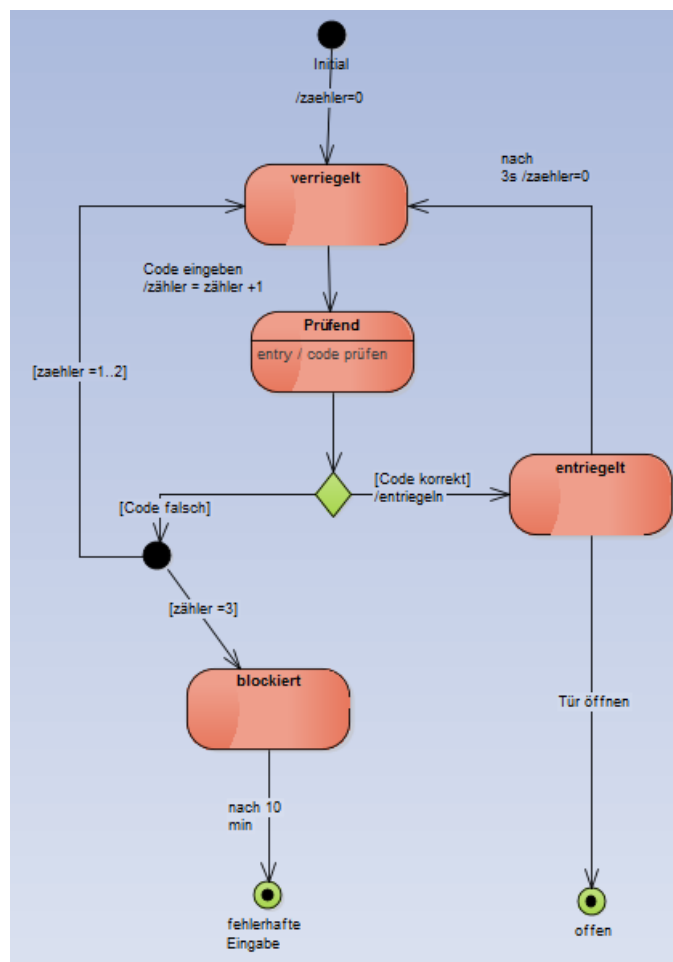 Initial
/zaehler=0
nach
3s /zaehler=0
verriegelt
Code eingeben
/zähler = zähler +1
Prüfend
entry / code prüfen
[zaehler =1..2]
[Code korrekt]
/entriegeln
entriegelt
[Code falsch]
[zähler =3]
blockiert
Tür öffnen
nach 10
min
fehlerhafte
Eingabe
offen